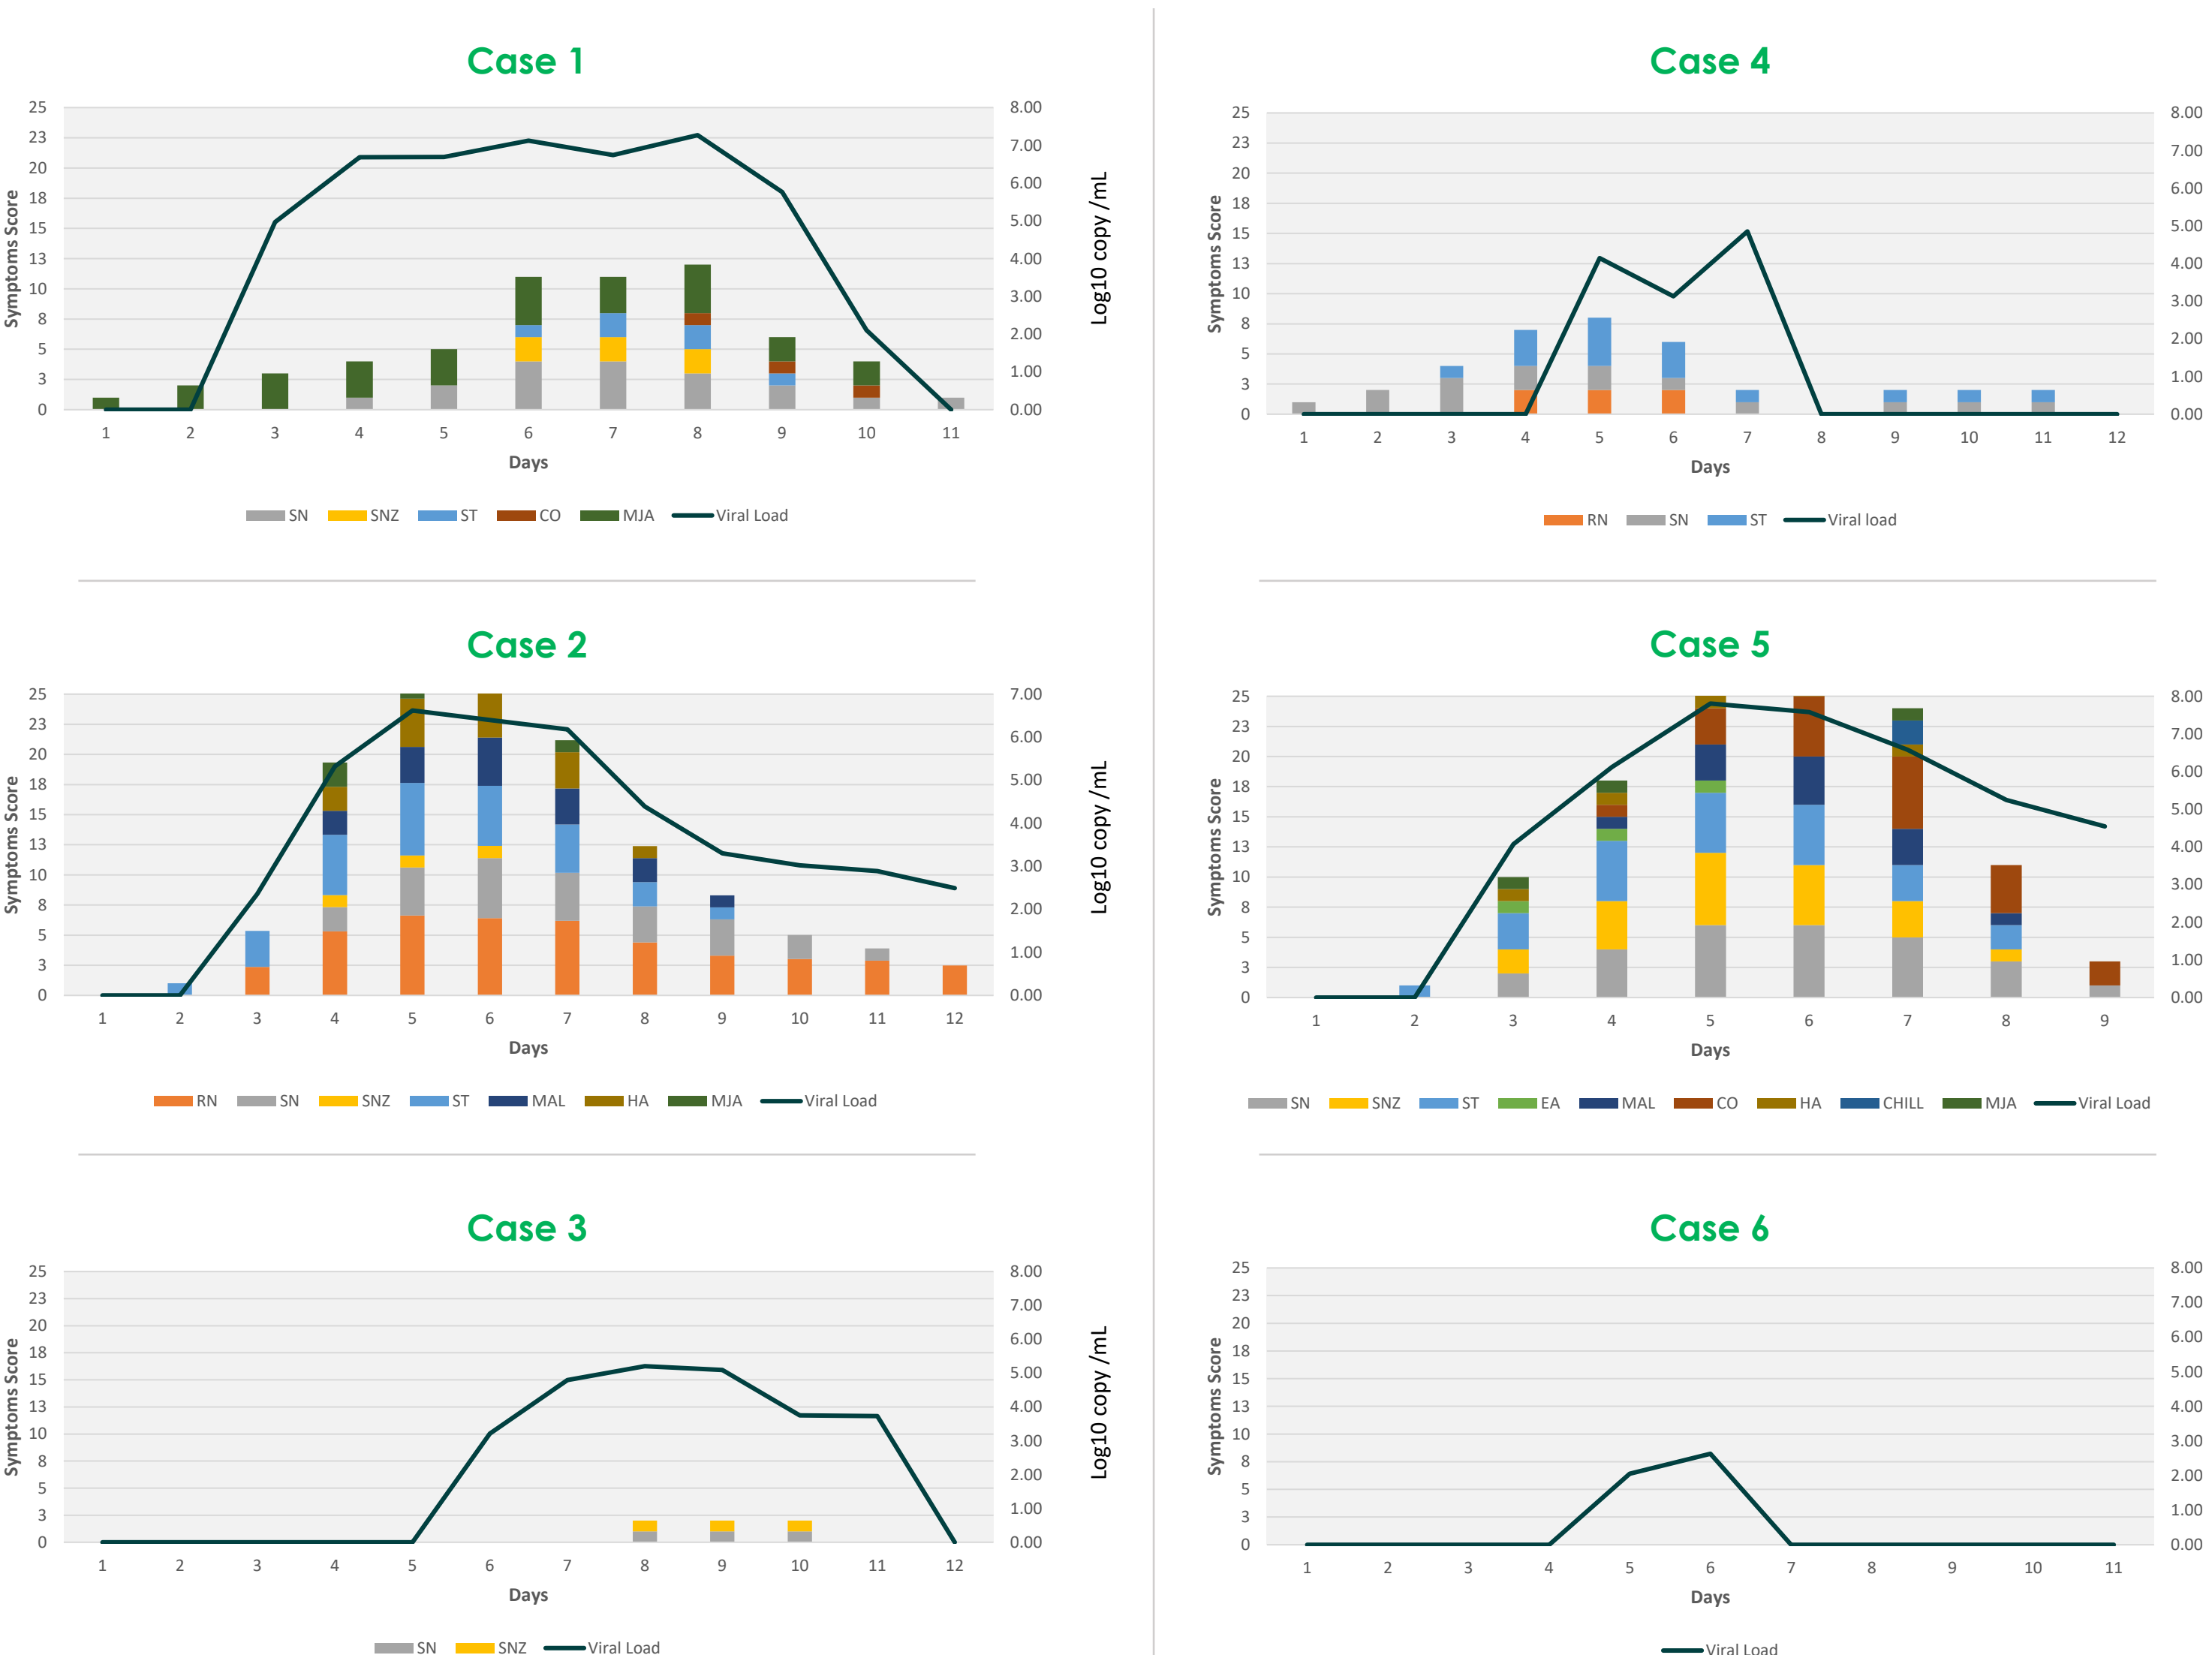 Case 1
25 8.00
23 7.00
20 6.00
18 5.00
15 4.00
13 3.00
10 2.00
8 1.00
5 0.00
3
0
Symptoms Score
Log10 copy /mL
1 2 3 4 5 6 7 8 9 10 11
Days
SN SNZ ST CO MJA Viral Load
Case 2
25 7.00
23 6.00
20 5.00
18 4.00
15 3.00
13 2.00
10 1.00
8 0.00
5
3
0
Symptoms Score
Log10 copy /mL
1 2 3 4 5 6 7 8 9 10 11 12
Days
RN SN SNZ ST MAL HA MJA Viral Load
Case 3
25 8.00
23 7.00
20 6.00
18 5.00
15 4.00
13 3.00
10 2.00
8 1.00
5 0.00
3
0
Symptoms Score
Log10 copy /mL
1 2 3 4 5 6 7 8 9 10 11 12
Days
SN SNZ Viral Load
Case 4
25 8.00
23 7.00
20 6.00
18 5.00
15 4.00
13 3.00
10 2.00
8 1.00
5 0.00
3
0
Symptoms Score
1 2 3 4 5 6 7 8 9 10 11 12
Days
RN SN ST Viral load
Case 5
25 8.00
23 7.00
20 6.00
18 5.00
15 4.00
13 3.00
10 2.00
8 1.00
5 0.00
3
0
Symptoms Score
1 2 3 4 5 6 7 8 9
Days
SN SNZ ST EA MAL CO HA CHILL MJA Viral Load
Case 6
25 8.00
23 7.00
20 6.00
18 5.00
15 4.00
13 3.00
10 2.00
8 1.00
5 0.00
3
0
Symptoms Score
1 2 3 4 5 6 7 8 9 10 11
Days
Viral Load